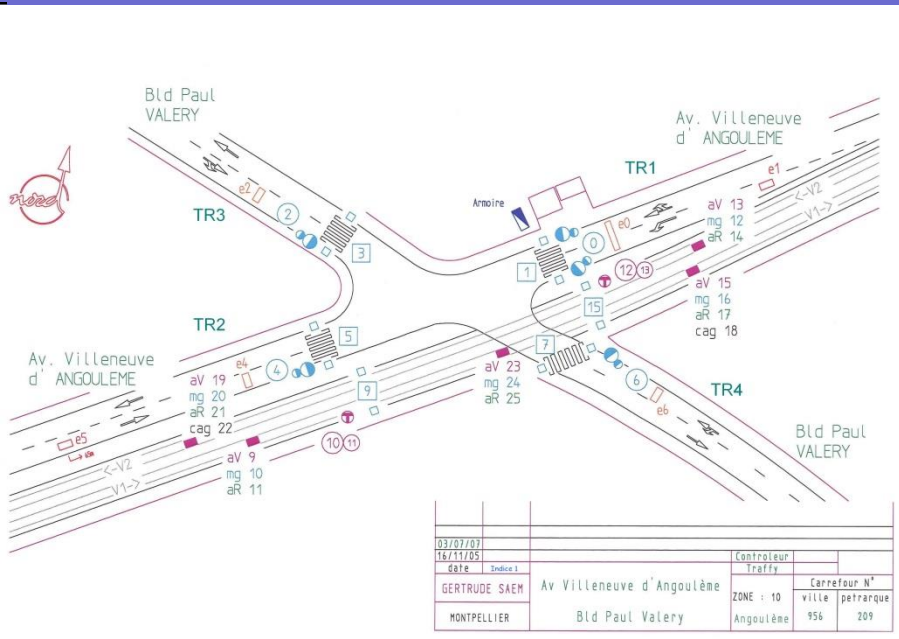 Bld Paul
VALERY
Av. Villeneuve
d' ANGOULEME
TR1
e1
nord
Armoire
e2
TR3
2
3
e0
0
1
12 13
aV 13
mg 12
aR 14
<-V2
V1->
aV 15
mg 16
aR 17
cag 18
15
TR2
5
7
Av. Villeneuve
d' ANGOULEME
e4
4
aV 19
mg 20
aR 21
cag 22
9
aV 23
mg 24
aR 25
6
e6
TR4
e5
10 11
aV 9
mg 10
aR 11
<-V2
V1->
Bld Paul
VALERY
03/07/07
16/11/05
date Indice 1
Controleur
Traffy
GERTRUDE SAEM
MONTPELLIER
Av Villeneuve d'Angoulème
Bld Paul Valery
ZONE : 10
Angoulème
Carrefour N°
ville petrarque
956 209